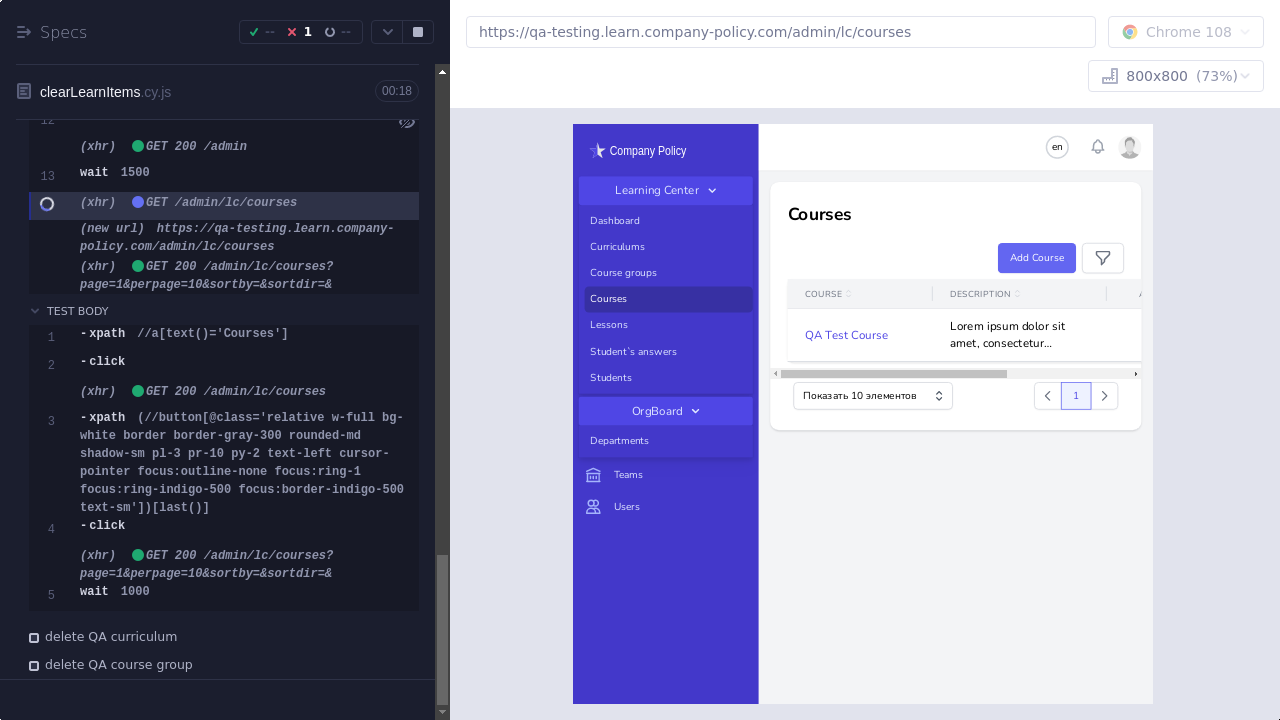 Specs
--
1
--
clearLearnItems.cy.js
00:18
12
(xhr) GET 200 /admin
13
wait 1500
(xhr) GET /admin/lc/courses
(new url) https://qa-testing.learn.company-
policy.com/admin/lc/courses
(xhr) GET 200 /admin/lc/courses?
page=1&perpage=10&sortby=&sortdir=&
TEST BODY
1
-xpath //a[text()='Courses']
2
-click
(xhr) GET 200 /admin/lc/courses
3
-xpath (//button[@class='relative w-full bg-
white border border-gray-300 rounded-md
shadow-sm pl-3 pr-10 py-2 text-left cursor-
pointer focus:outline-none focus:ring-1
focus:ring-indigo-500 focus:border-indigo-500
text-sm'])[last()]
4
-click
(xhr) GET 200 /admin/lc/courses?
page=1&perpage=10&sortby=&sortdir=&
5
wait 1000
delete QA curriculum
delete QA course group
https://qa-testing.learn.company-policy.com/admin/lc/courses
Chrome 108
800x800 (73%)
Company Policy
Learning Center
Dashboard
Curriculums
Course groups
Courses
Lessons
Student`s answers
Students
OrgBoard
Departments
Teams
Users
en
Courses
Add Course
COURSE
DESCRIPTION
QA Test Course
Lorem ipsum dolor sit
amet, consectetur...
Показать 10 элементов
1